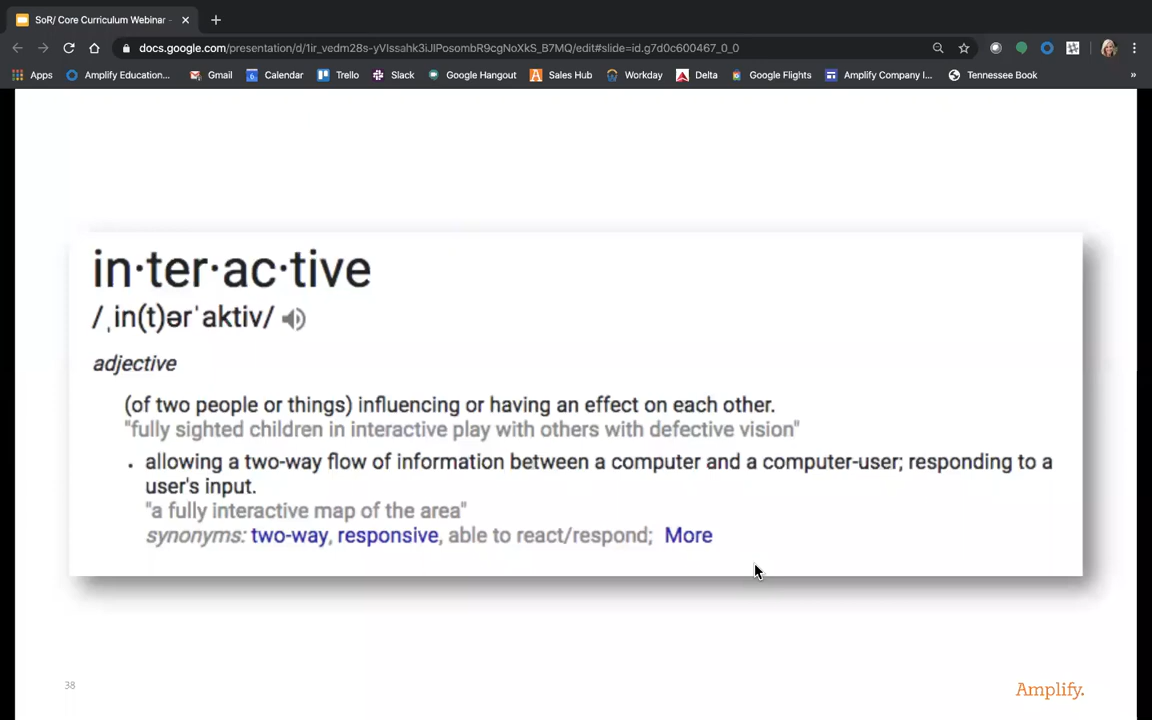 SoR/ Core Curriculum Webinar -
docs.google.com/presentation/d/1ir_vedm28s-yVIssahk3iJlPosombR9cgNoXkS_B7MQ/edit#slide=id.g7d0c600467_0_0
Apps Amplify Education... Gmail Calendar Trello Slack Google Hangout Sales Hub Workday Delta Google Flights Amplify Company I... Tennessee Book »
in·ter·ac·tive
/ˌin(t)ərˈaktiv/
adjective
(of two people or things) influencing or having an effect on each other.
"fully sighted children in interactive play with others with defective vision"
• allowing a two-way flow of information between a computer and a computer-user; responding to a
user's input.
"a fully interactive map of the area"
synonyms: two-way, responsive, able to react/respond; More
38
Amplify.